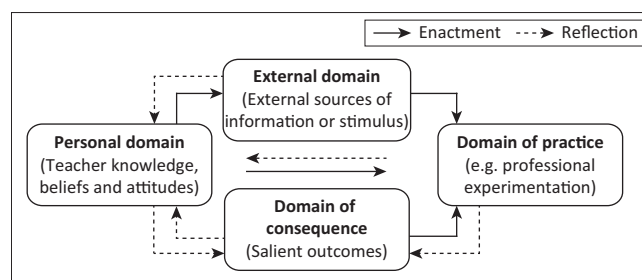 Enactment
Reflection
External domain
(External sources of
information or stimulus)
Personal domain
(Teacher knowledge,
beliefs and attitudes)
Domain of practice
(e.g. professional
experimentation)
Domain of
consequence
(Salient outcomes)